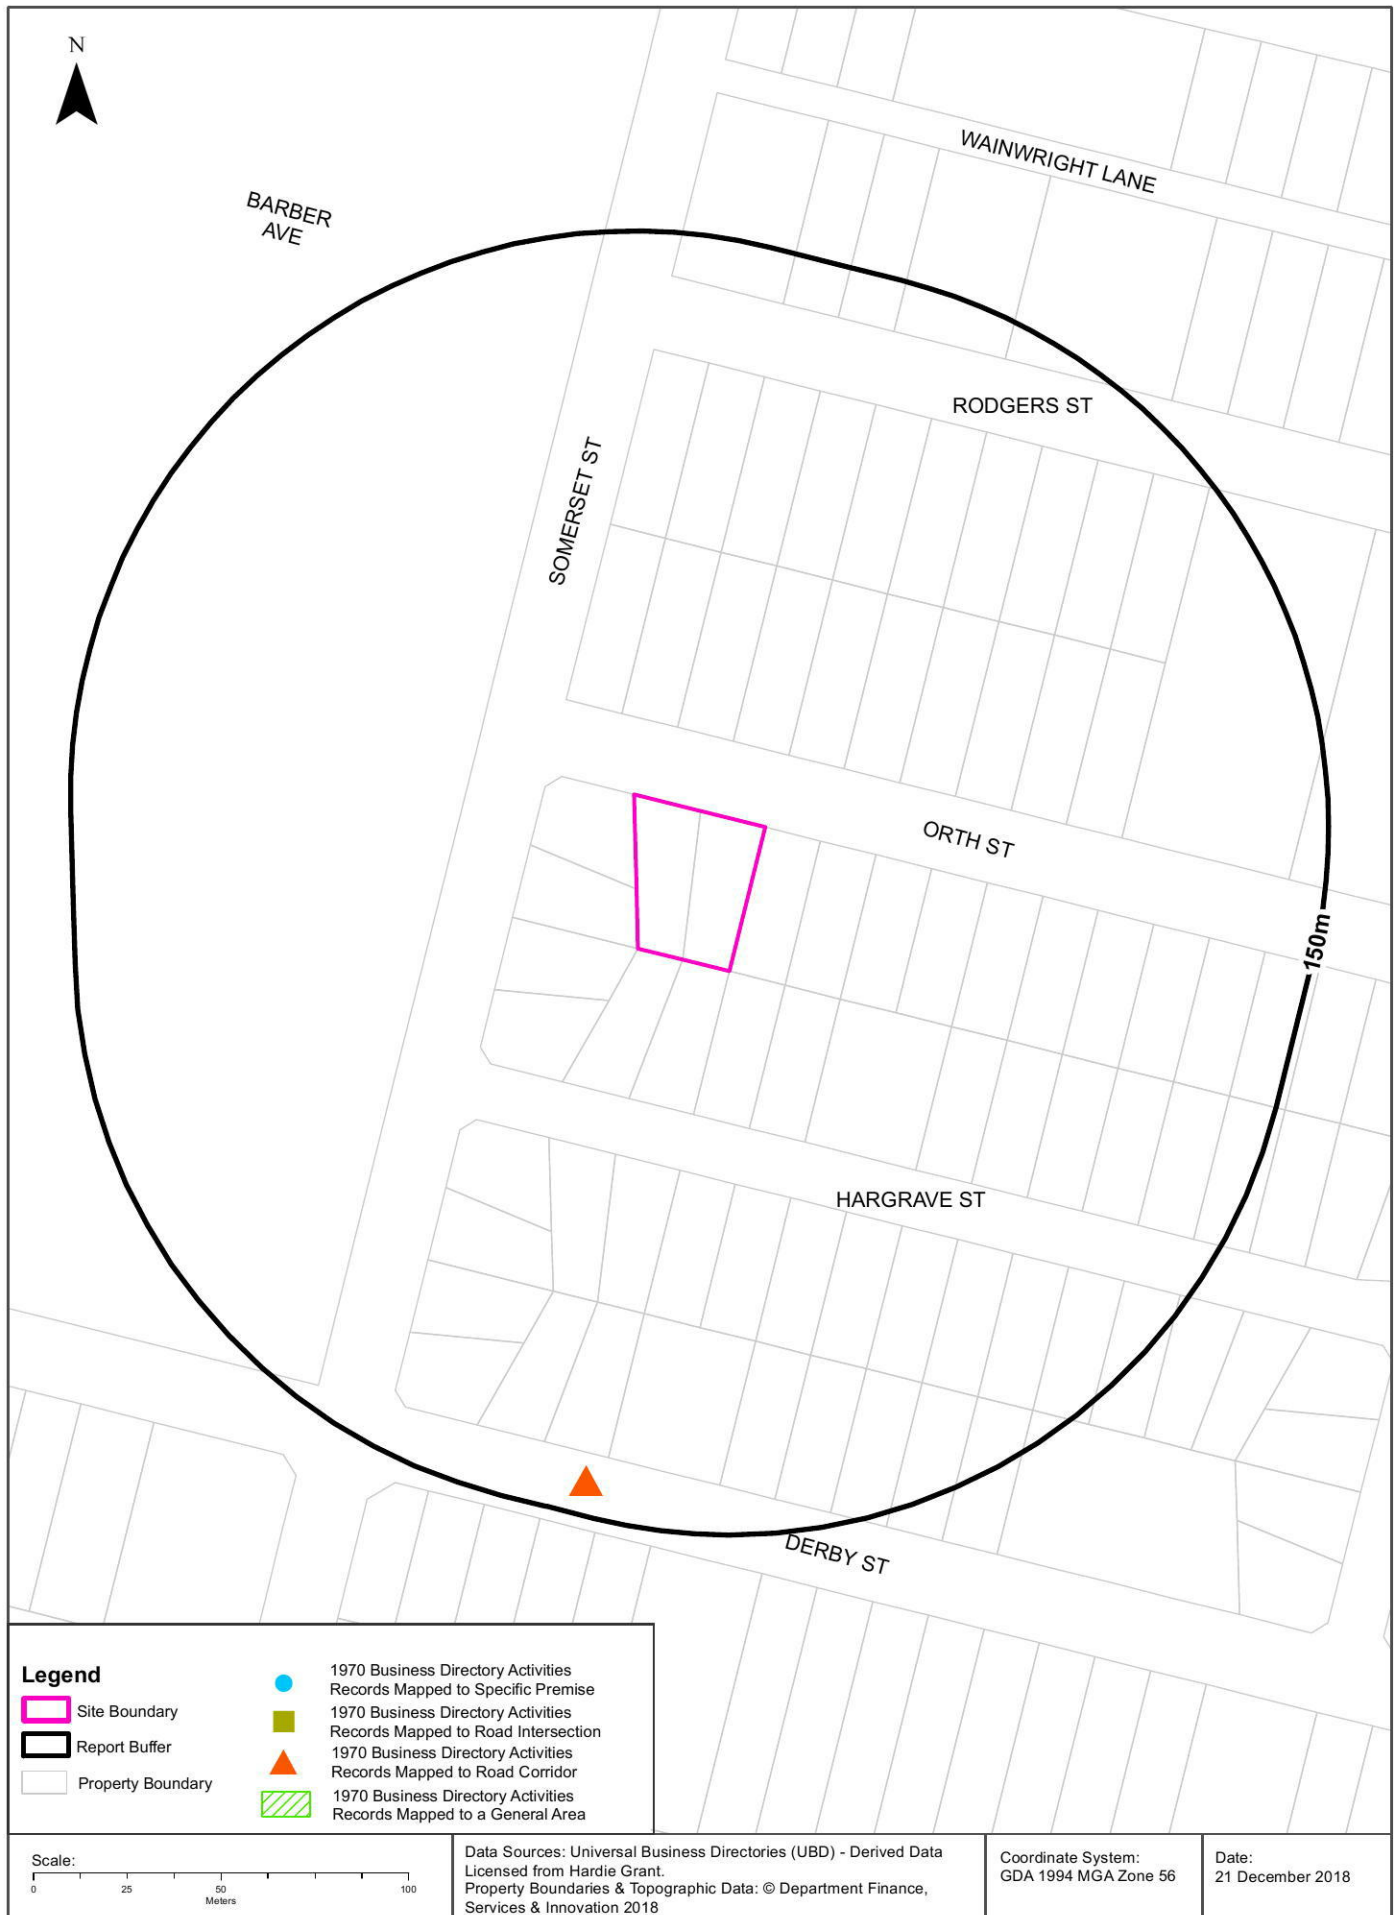 N
BARBER
AVE
WAINWRIGHT LANE
RODGERS ST
SOMERSET ST
ORTH ST
150m
HARGRAVE ST
DERBY ST
Legend
Site Boundary
Report Buffer
Property Boundary
1970 Business Directory Activities
Records Mapped to Specific Premise
1970 Business Directory Activities
Records Mapped to Road Intersection
1970 Business Directory Activities
Records Mapped to Road Corridor
1970 Business Directory Activities
Records Mapped to a General Area
Scale:
0 25 50 100
Meters
Data Sources: Universal Business Directories (UBD) - Derived Data
Licensed from Hardie Grant.
Property Boundaries & Topographic Data: © Department Finance,
Services & Innovation 2018
Coordinate System:
GDA 1994 MGA Zone 56
Date:
21 December 2018